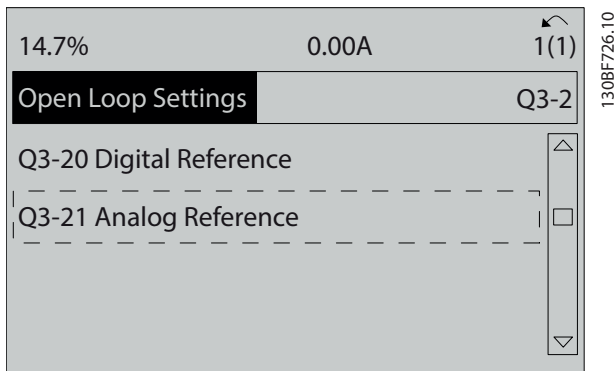 14.7% 0.00A 1(1)
Open Loop Settings Q3-2
Q3-20 Digital Reference
Q3-21 Analog Reference
130BF726.10